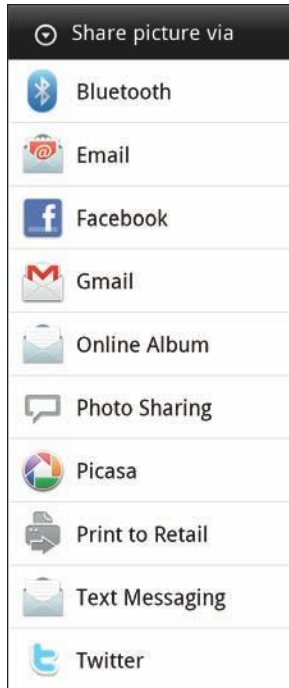 Share picture via
Bluetooth
Email
Facebook
Gmail
Online Album
Photo Sharing
Picasa
Print to Retail
Text Messaging
Twitter